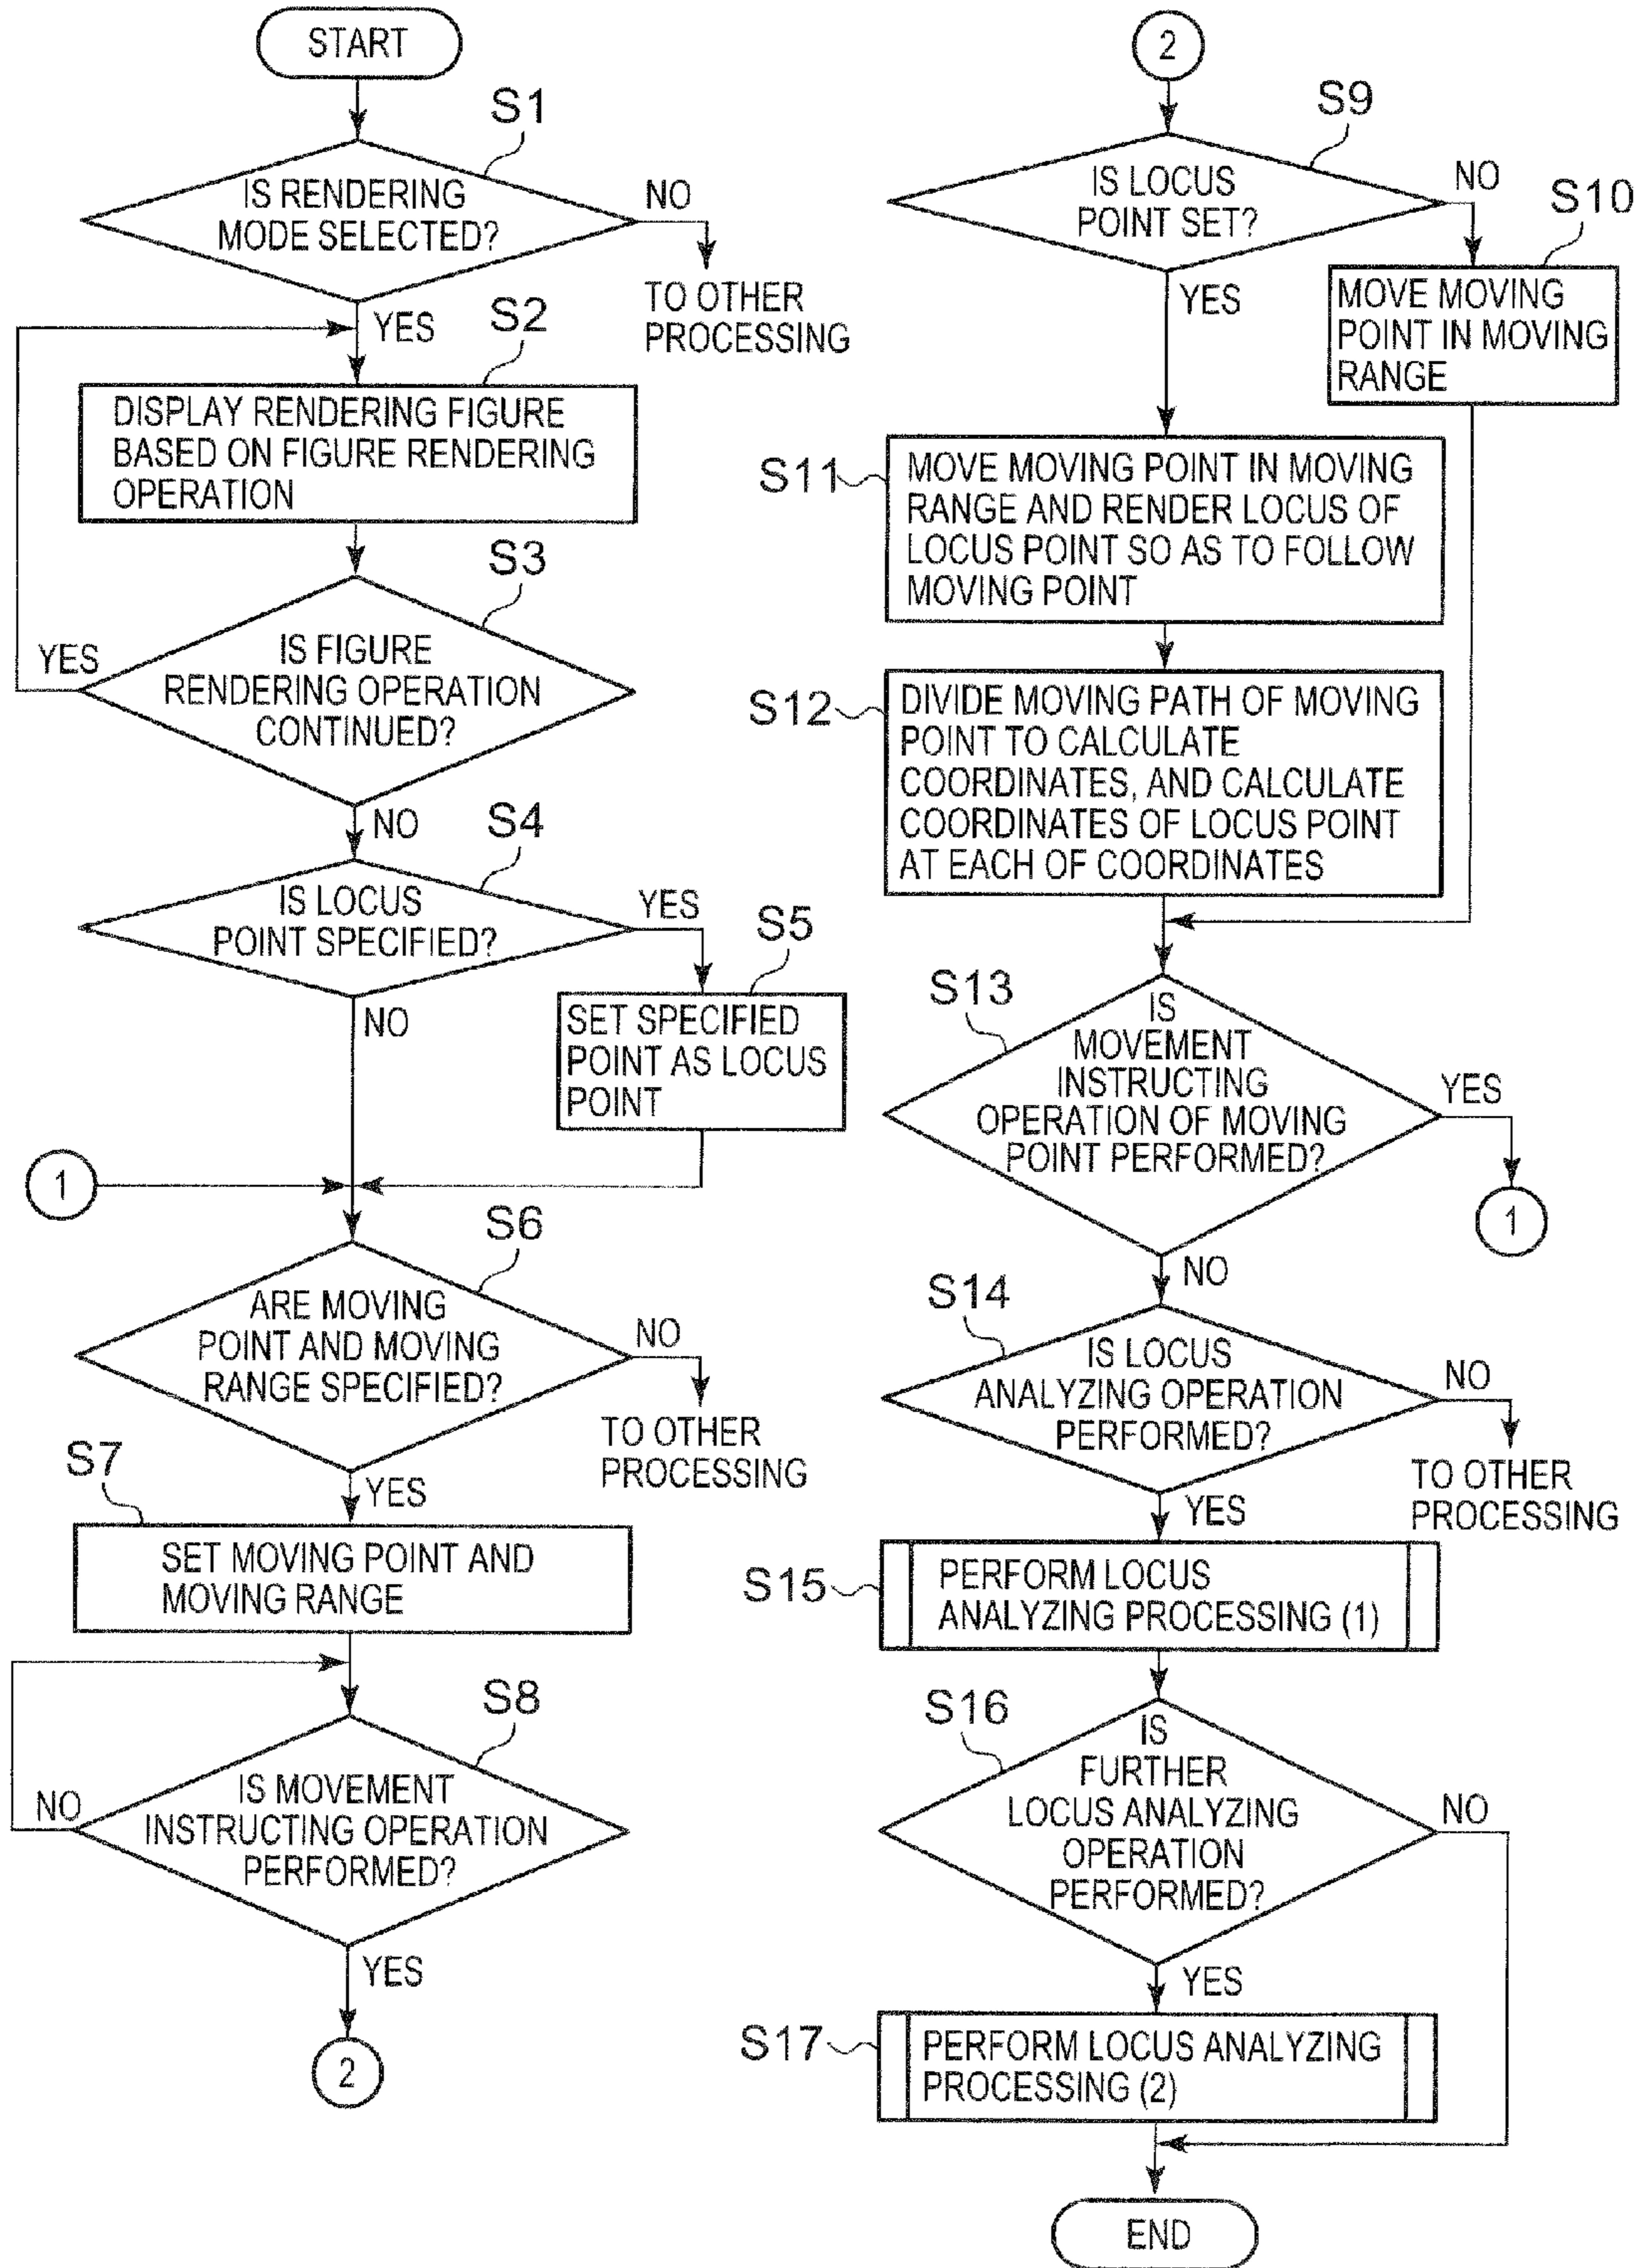 START
S1
IS RENDERING
MODE SELECTED?
NO
TO OTHER
PROCESSING
YES
S2
DISPLAY RENDERING FIGURE
BASED ON FIGURE RENDERING
OPERATION
S3
IS FIGURE
RENDERING OPERATION
CONTINUED?
YES
NO
S4
IS LOCUS
POINT SPECIFIED?
YES
NO
S5
SET SPECIFIED
POINT AS LOCUS
POINT
1
S6
ARE MOVING
POINT AND MOVING
RANGE SPECIFIED?
NO
TO OTHER
PROCESSING
YES
S7
SET MOVING POINT AND
MOVING RANGE
S8
IS MOVEMENT
INSTRUCTING OPERATION
PERFORMED?
NO
YES
2
2
S9
IS LOCUS
POINT SET?
NO
YES
S10
MOVE MOVING
POINT IN MOVING
RANGE
S11
MOVE MOVING POINT IN MOVING
RANGE AND RENDER LOCUS OF
LOCUS POINT SO AS TO FOLLOW
MOVING POINT
S12
DIVIDE MOVING PATH OF MOVING
POINT TO CALCULATE
COORDINATES, AND CALCULATE
COORDINATES OF LOCUS POINT
AT EACH OF COORDINATES
S13
IS
MOVEMENT
INSTRUCTING
OPERATION OF MOVING
POINT PERFORMED?
YES
1
NO
S14
IS LOCUS
ANALYZING OPERATION
PERFORMED?
NO
TO OTHER
PROCESSING
YES
S15
PERFORM LOCUS
ANALYZING PROCESSING (1)
S16
IS
FURTHER
LOCUS ANALYZING
OPERATION
PERFORMED?
NO
YES
S17
PERFORM LOCUS ANALYZING
PROCESSING (2)
END